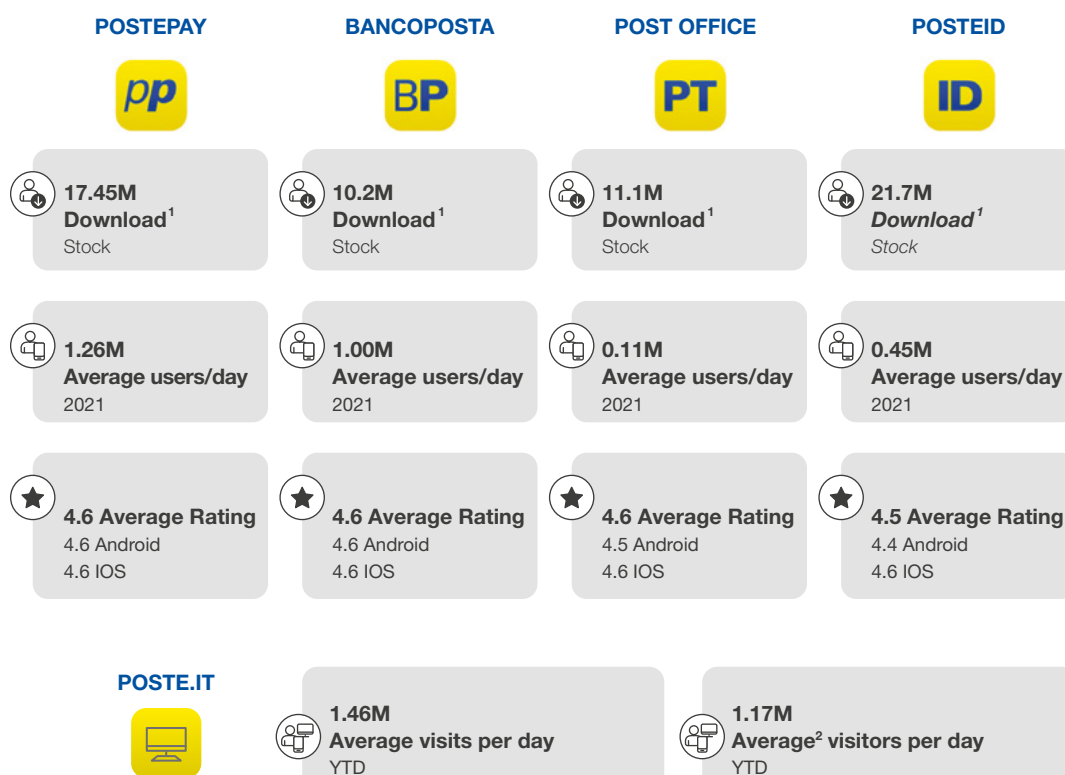 POSTEPAY
BANCOPOSTA
POST OFFICE
POSTEID
pp
BP
PT
ID
17.45M
Download¹
Stock
10.2M
Download¹
Stock
11.1M
Download¹
Stock
21.7M
Download¹
Stock
1.26M
Average users/day
2021
1.00M
Average users/day
2021
0.11M
Average users/day
2021
0.45M
Average users/day
2021
4.6 Average Rating
4.6 Android
4.6 IOS
4.6 Average Rating
4.6 Android
4.6 IOS
4.6 Average Rating
4.5 Android
4.6 IOS
4.5 Average Rating
4.4 Android
4.6 IOS
POSTE.IT
1.46M
Average visits per day
YTD
1.17M
Average² visitors per day
YTD